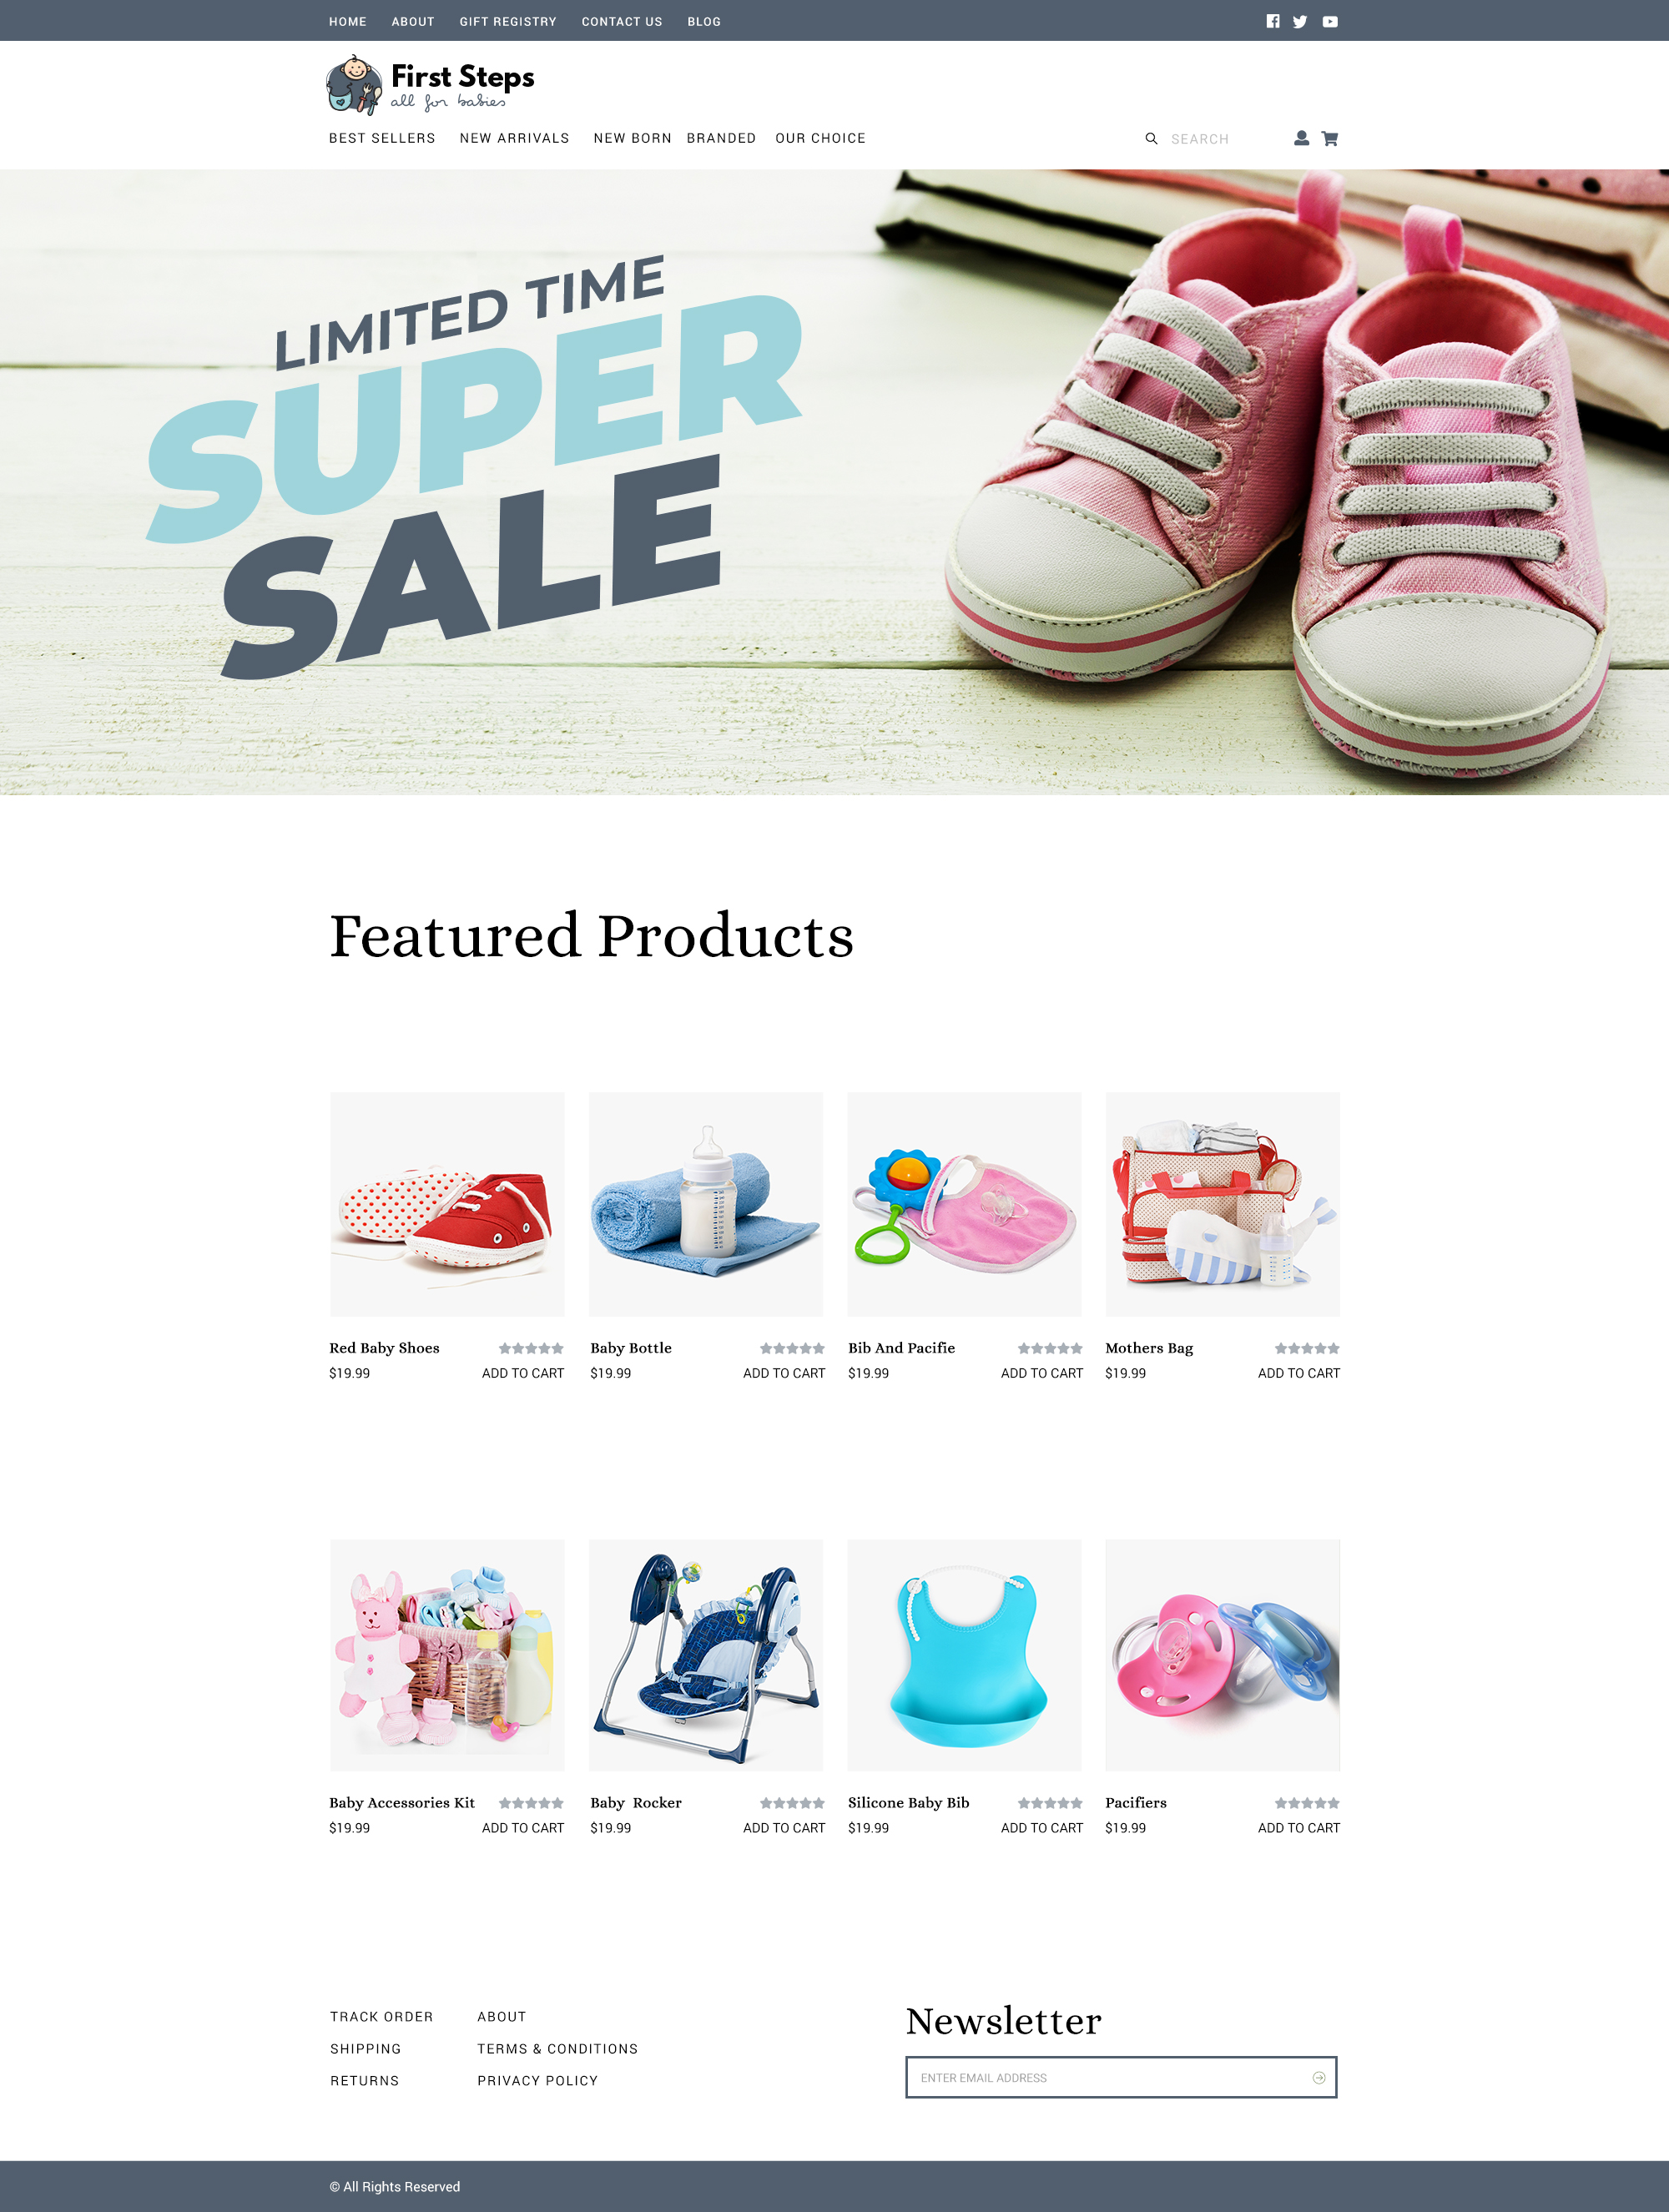 HOME ABOUT GIFT REGISTRY CONTACT US BLOG
First Steps
all for babies
BEST SELLERS NEW ARRIVALS NEW BORN BRANDED OUR CHOICE SEARCH
LIMITED TIME
SUPER
SALE
Featured Products
Red Baby Shoes
$19.99 ADD TO CART
Baby Bottle
$19.99 ADD TO CART
Bib And Pacifie
$19.99 ADD TO CART
Mothers Bag
$19.99 ADD TO CART
Baby Accessories Kit
$19.99 ADD TO CART
Baby Rocker
$19.99 ADD TO CART
Silicone Baby Bib
$19.99 ADD TO CART
Pacifiers
$19.99 ADD TO CART
TRACK ORDER
SHIPPING
RETURNS
ABOUT
TERMS & CONDITIONS
PRIVACY POLICY
Newsletter
ENTER EMAIL ADDRESS
© All Rights Reserved